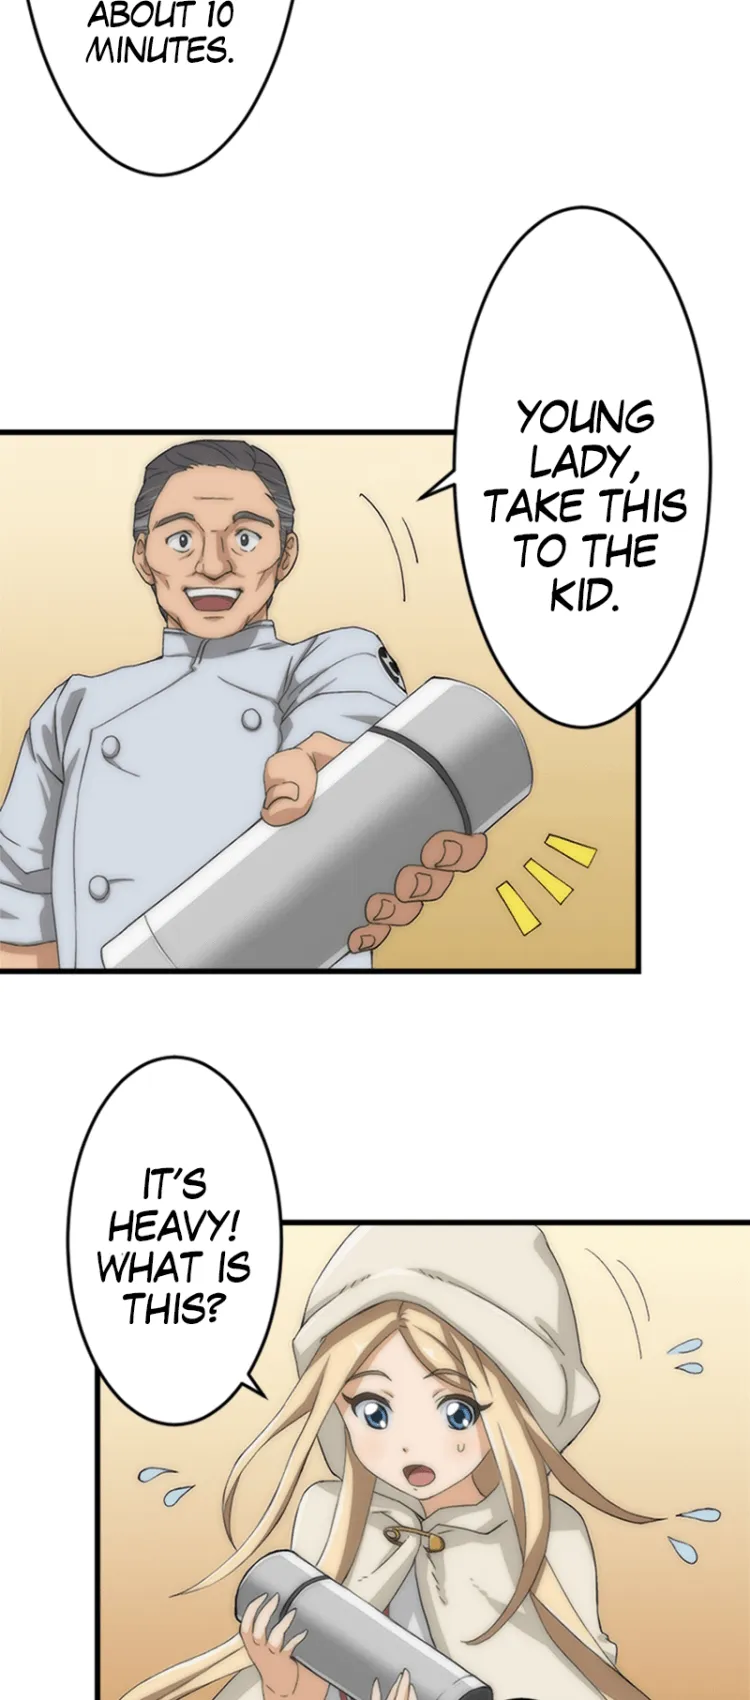 ABOUT 10
MINUTES.
YOUNG
LADY,
TAKE THIS
TO THE
KID.
IT'S
HEAVY!
WHAT IS
THIS?